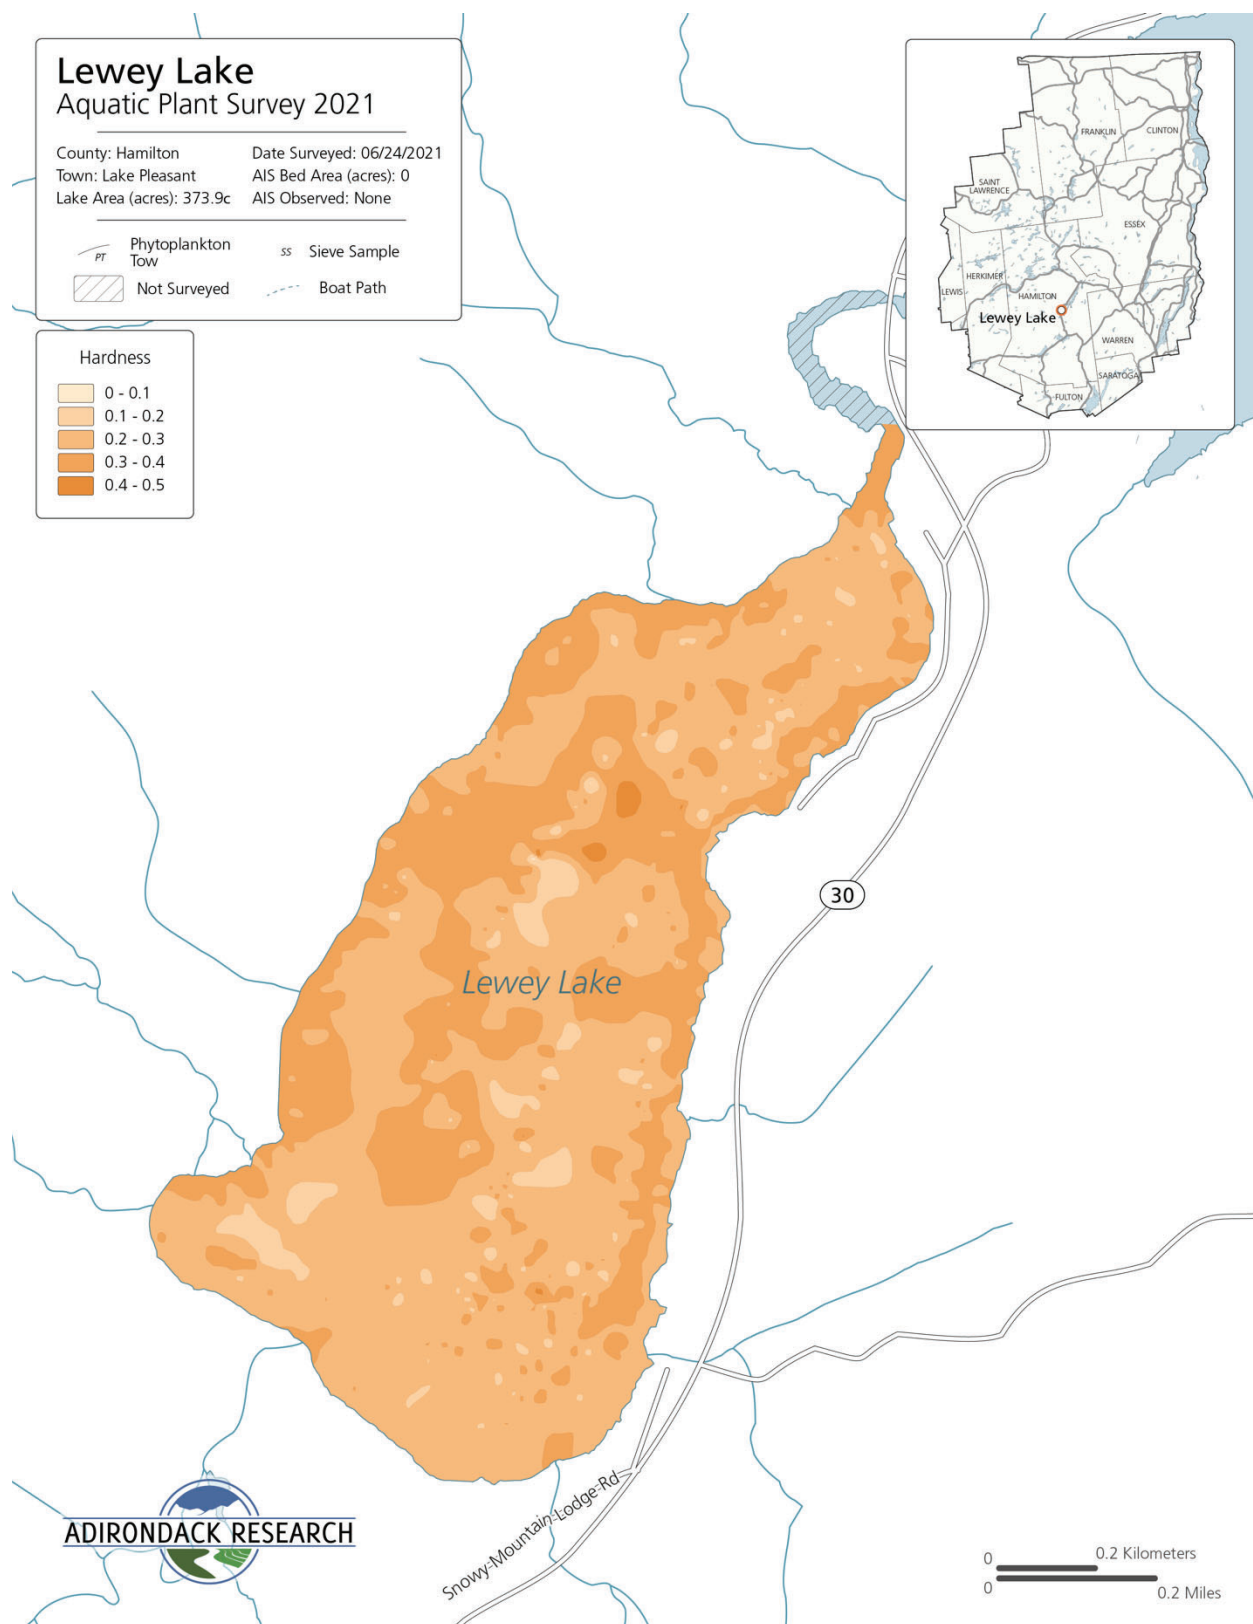 Lewey Lake
Aquatic Plant Survey 2021
County: Hamilton
Date Surveyed: 06/24/2021
Town: Lake Pleasant
AIS Bed Area (acres): 0
Lake Area (acres): 373.9c
AIS Observed: None
PT
Phytoplankton
Tow
SS
Sieve Sample
Not Surveyed
Boat Path
Hardness
0 - 0.1
0.1 - 0.2
0.2 - 0.3
0.3 - 0.4
0.4 - 0.5
FRANKLIN
CLINTON
SAINT
LAWRENCE
ESSEX
HERKIMER
LEWIS
HAMILTON
Lewey Lake
WARREN
SARATOGA
FULTON
30
Lewey Lake
Snowy-Mountain-Lodge-Rd
ADIRONDACK RESEARCH
0
0.2 Kilometers
0
0.2 Miles